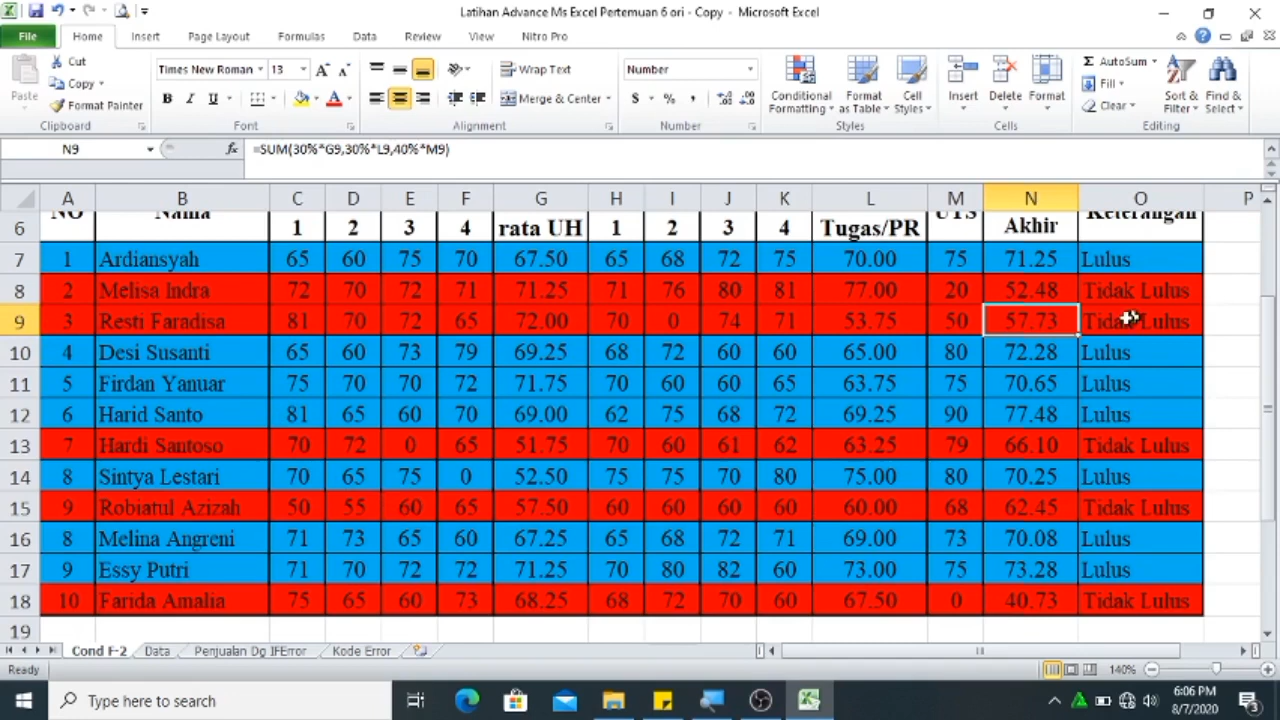 Latihan Advance Ms Excel Pertemuan 6 ori - Copy - Microsoft Excel
File Home Insert Page Layout Formulas Data Review View Nitro Pro
Paste Cut Copy Format Painter Clipboard
Times New Roman 13 A A B I U A Font
Wrap Text Merge & Center Alignment
Number $ % , Number
Conditional Formatting Format as Table Cell Styles Styles
Insert Delete Format Cells
Σ AutoSum Fill Clear Sort & Filter Find & Select Editing
N9 fx =SUM(30%*G9,30%*L9,40%*M9)
A B C D E F G H I J K L M N O P
6 NO Nama 1 2 3 4 rata UH 1 2 3 4 Tugas/PR UTS Akhir Keterangan
7 1 Ardiansyah 65 60 75 70 67.50 65 68 72 75 70.00 75 71.25 Lulus
8 2 Melisa Indra 72 70 72 71 71.25 71 76 80 81 77.00 20 52.48 Tidak Lulus
9 3 Resti Faradisa 81 70 72 65 72.00 70 0 74 71 53.75 50 57.73 Tidak Lulus
10 4 Desi Susanti 65 60 73 79 69.25 68 72 60 60 65.00 80 72.28 Lulus
11 5 Firdan Yanuar 75 70 70 72 71.75 70 60 60 65 63.75 75 70.65 Lulus
12 6 Harid Santo 81 65 60 70 69.00 62 75 68 72 69.25 90 77.48 Lulus
13 7 Hardi Santoso 70 72 0 65 51.75 70 60 61 62 63.25 79 66.10 Tidak Lulus
14 8 Sintya Lestari 70 65 75 0 52.50 75 75 70 80 75.00 80 70.25 Lulus
15 9 Robiatul Azizah 50 55 60 65 57.50 60 60 60 60 60.00 68 62.45 Tidak Lulus
16 8 Melina Angreni 71 73 65 60 67.25 65 68 72 71 69.00 73 70.08 Lulus
17 9 Essy Putri 71 70 72 72 71.25 70 80 82 60 73.00 75 73.28 Lulus
18 10 Farida Amalia 75 65 60 73 68.25 68 72 70 60 67.50 0 40.73 Tidak Lulus
19
Cond F-2 Data Penjualan Dg IFError Kode Error
Ready 140%
Type here to search
6:06 PM
8/7/2020
3